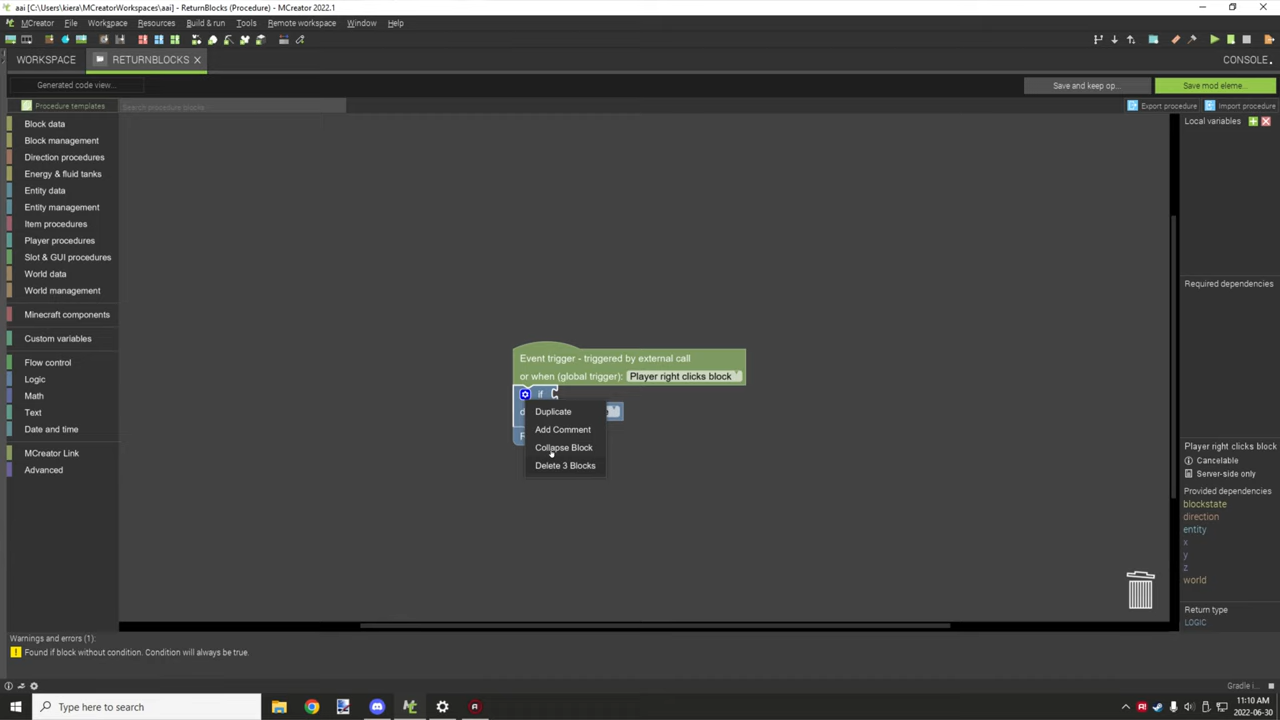 aai [C:\Users\kiera\MCreatorWorkspaces\aai] - ReturnBlocks (Procedure) - MCreator 2022.1
MCreator File Workspace Resources Build & run Tools Remote workspace Window Help
WORKSPACE RETURNBLOCKS CONSOLE
Generated code view... Save and keep op... Save mod eleme...
Procedure templates Search procedure blocks Export procedure Import procedure
Block data
Block management
Direction procedures
Energy & fluid tanks
Entity data
Entity management
Item procedures
Player procedures
Slot & GUI procedures
World data
World management
Minecraft components
Custom variables
Flow control
Logic
Math
Text
Date and time
MCreator Link
Advanced
Event trigger - triggered by external call
or when (global trigger): Player right clicks block
if
Duplicate
Add Comment
Collapse Block
Delete 3 Blocks
Local variables
Required dependencies
Player right clicks block
Cancelable
Server-side only
Provided dependencies
blockstate
direction
entity
x
y
z
world
Return type
LOGIC
Warnings and errors (1):
Found if block without condition. Condition will always be true.
Gradle i...
Type here to search
11:10 AM
2022-06-30